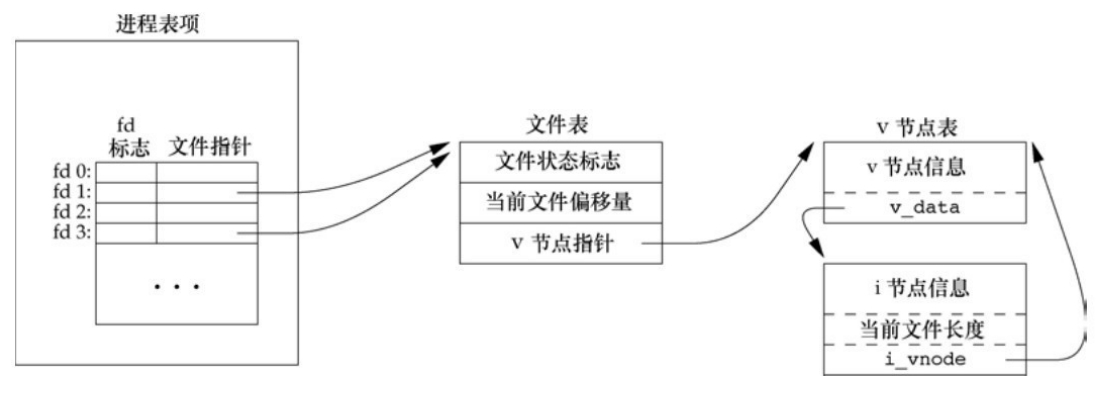 进程表项
fd
标志 文件指针
fd 0:
fd 1:
fd 2:
fd 3:
· · ·
文件表
文件状态标志
当前文件偏移量
v 节点指针
v 节点表
v 节点信息
v_data
i 节点信息
当前文件长度
i_vnode